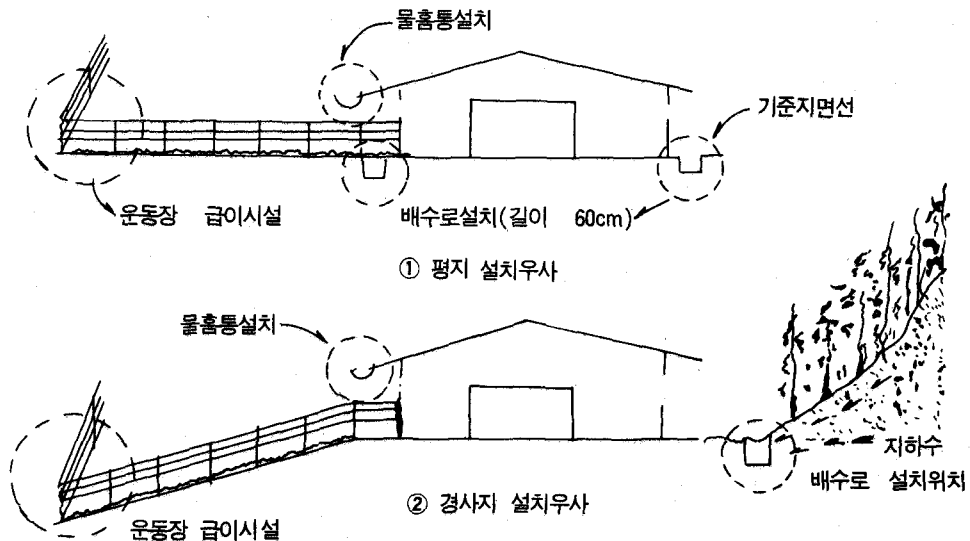 물홈통설치
기준지면선
운동장 급이시설
배수로설치(길이 60cm)
① 평지 설치우사
물홈통설치
지하수
배수로 설치위치
② 경사지 설치우사
운동장 급이시설